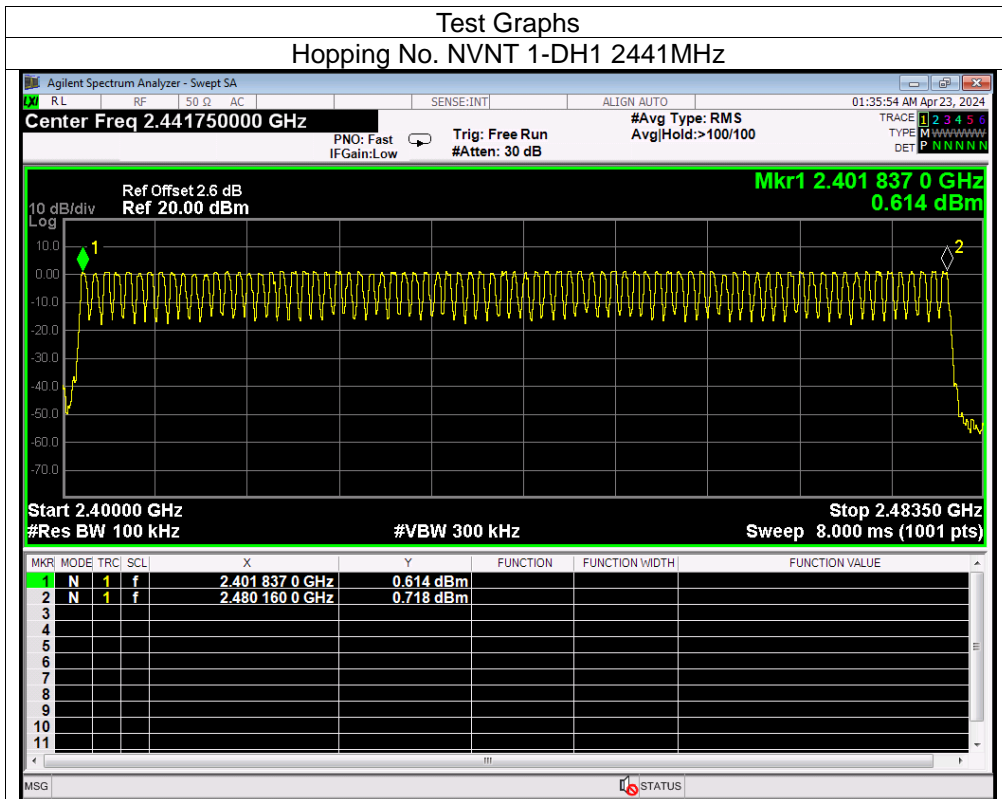 Test Graphs
Hopping No. NVNT 1-DH1 2441MHz
Agilent Spectrum Analyzer - Swept SA
LXI RL RF 50 Ω AC SENSE:INT ALIGN AUTO 01:35:54 AM Apr 23, 2024
Center Freq 2.441750000 GHz #Avg Type: RMS TRACE 1 2 3 4 5 6
PNO: Fast Trig: Free Run Avg|Hold:>100/100 TYPE M WWWWW
IFGain:Low #Atten: 30 dB DET P N N N N N
Mkr1 2.401 837 0 GHz
Ref Offset 2.6 dB
10 dB/div Ref 20.00 dBm 0.614 dBm
Log
10.0
1
2
0.00
-10.0
-20.0
-30.0
-40.0
-50.0
-60.0
-70.0
Start 2.40000 GHz Stop 2.48350 GHz
#Res BW 100 kHz #VBW 300 kHz Sweep 8.000 ms (1001 pts)
MKR MODE TRC SCL X Y FUNCTION FUNCTION WIDTH FUNCTION VALUE
1 N 1 f 2.401 837 0 GHz 0.614 dBm
2 N 1 f 2.480 160 0 GHz 0.718 dBm
3
4
5
6
7
8
9
10
11
MSG STATUS